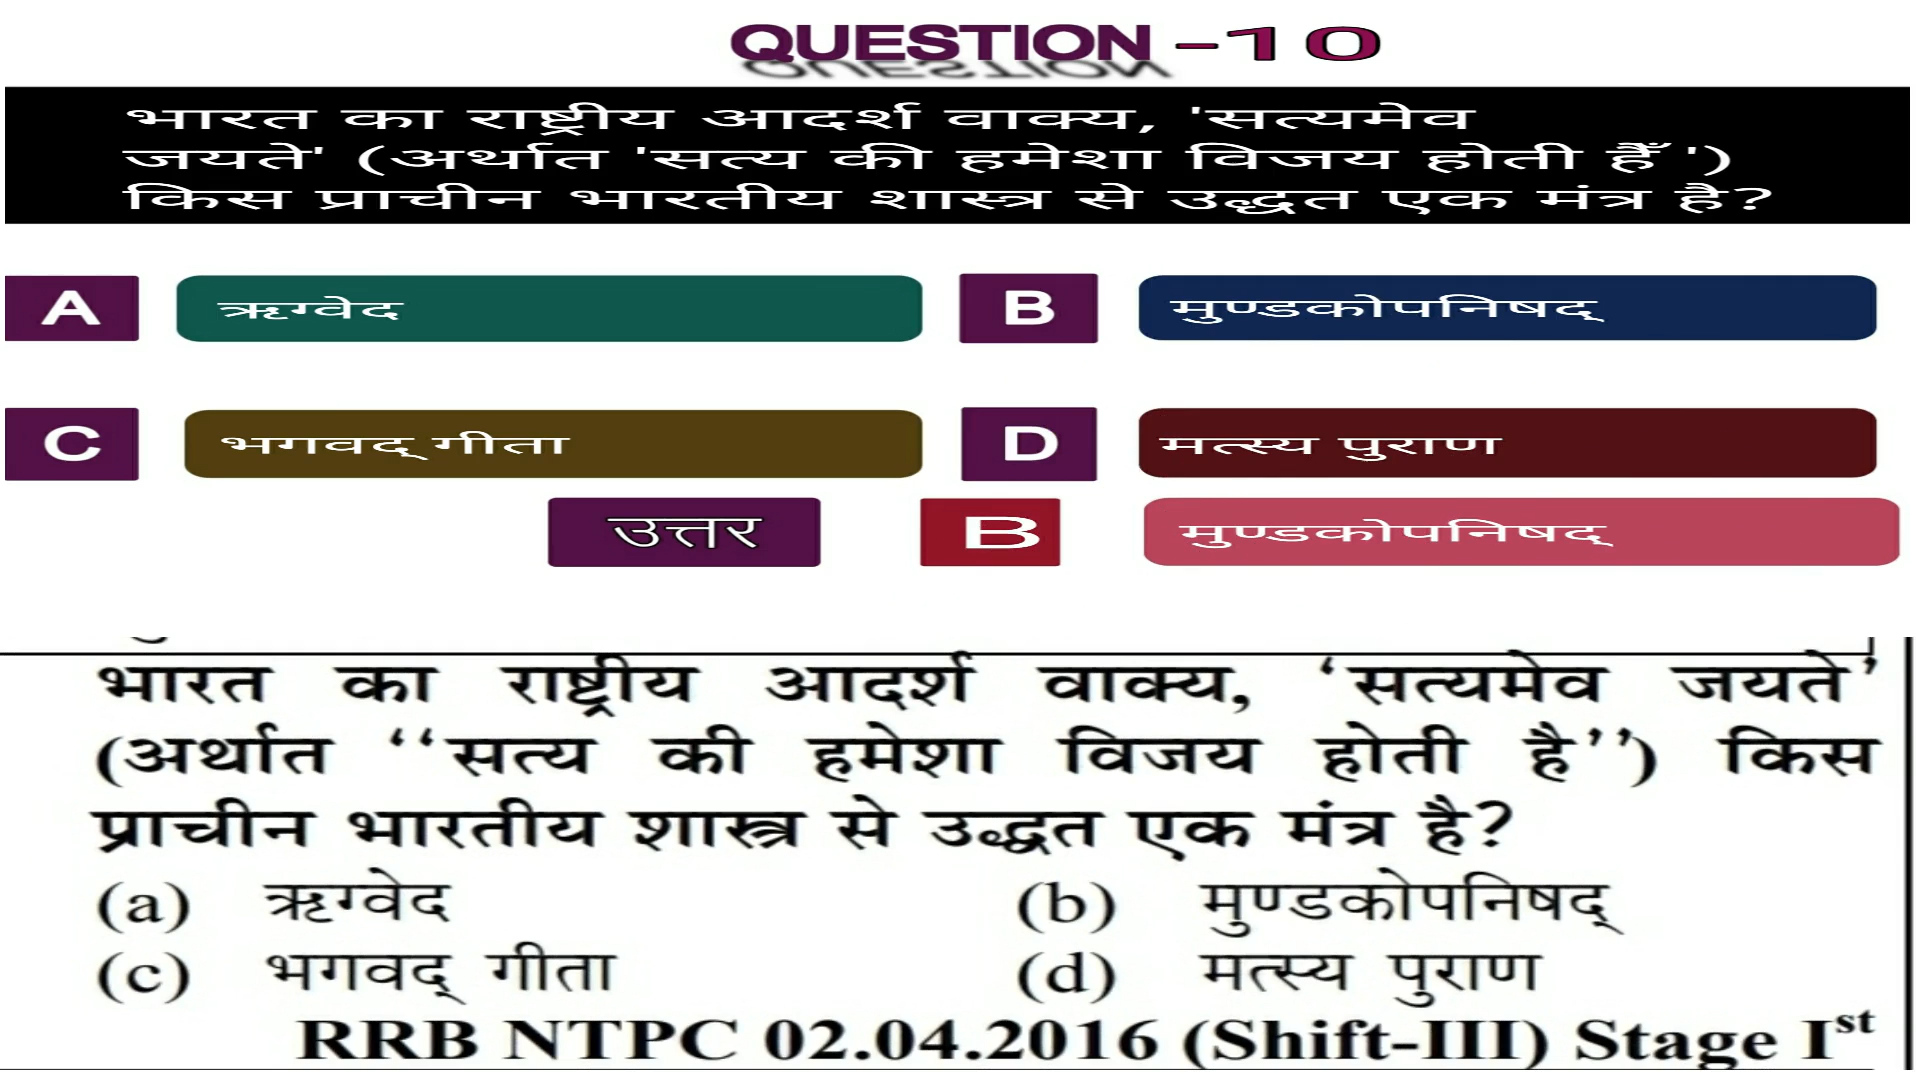 QUESTION -10
भारत का राष्ट्रीय आदर्श वाक्य, 'सत्यमेव
जयते' (अर्थात 'सत्य की हमेशा विजय होती हैँ ')
किस प्राचीन भारतीय शास्त्र से उद्धत एक मंत्र है?
A ऋग्वेद B मुण्डकोपनिषद्
C भगवद् गीता D मत्स्य पुराण
उत्तर B मुण्डकोपनिषद्
भारत का राष्ट्रीय आदर्श वाक्य, ‘सत्यमेव जयते’
(अर्थात ‘‘सत्य की हमेशा विजय होती है’’) किस
प्राचीन भारतीय शास्त्र से उद्धत एक मंत्र है?
(a) ऋग्वेद (b) मुण्डकोपनिषद्
(c) भगवद् गीता (d) मत्स्य पुराण
RRB NTPC 02.04.2016 (Shift-III) Stage Ist